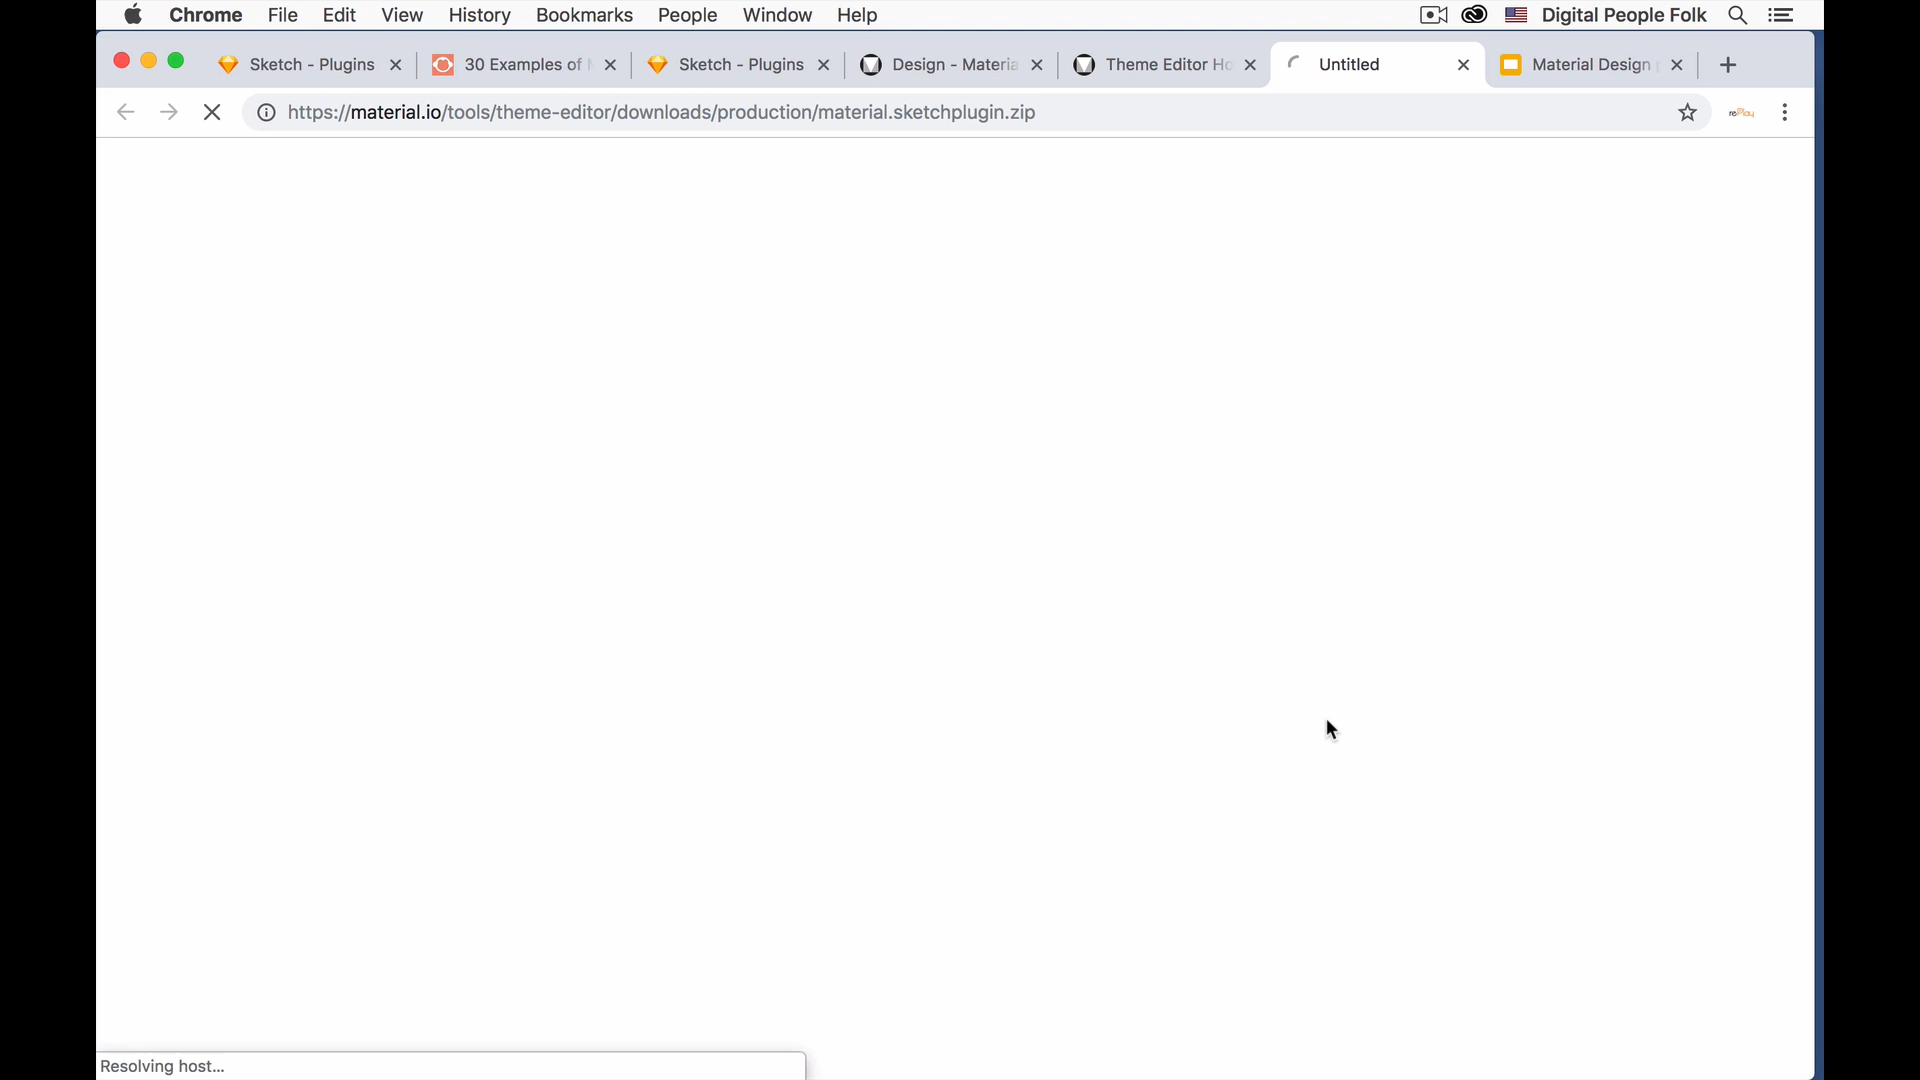 Chrome File Edit View History Bookmarks People Window Help Digital People Folk
Sketch - Plugins 30 Examples of Sketch - Plugins Design - Materia Theme Editor Ho Untitled Material Design
https://material.io/tools/theme-editor/downloads/production/material.sketchplugin.zip rePlay
Resolving host...